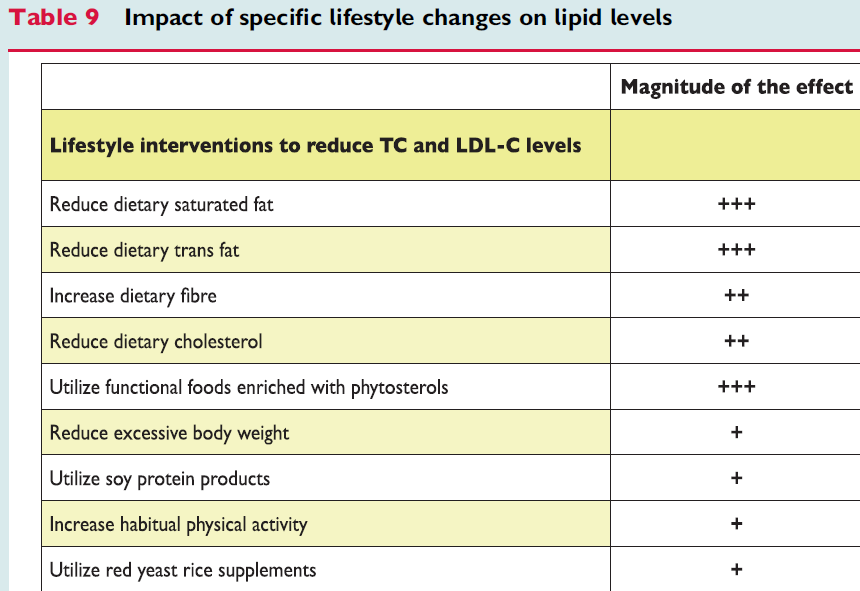 Table 9 Impact of specific lifestyle changes on lipid levels
Magnitude of the effect
Lifestyle interventions to reduce TC and LDL-C levels
Reduce dietary saturated fat +++
Reduce dietary trans fat +++
Increase dietary fibre ++
Reduce dietary cholesterol ++
Utilize functional foods enriched with phytosterols +++
Reduce excessive body weight +
Utilize soy protein products +
Increase habitual physical activity +
Utilize red yeast rice supplements +